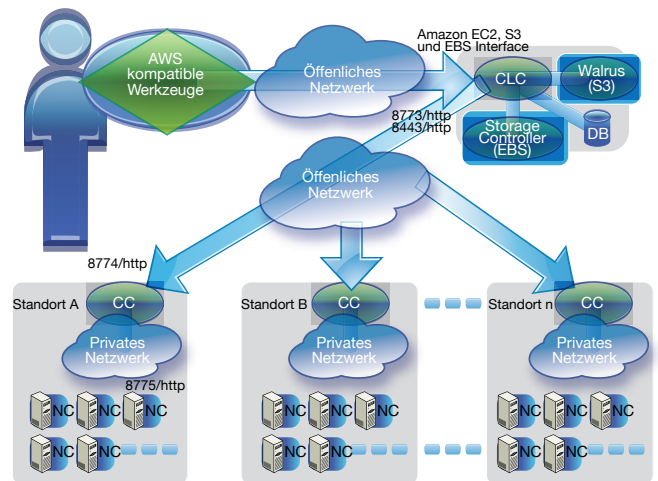 AWS
kompatible
Werkzeuge
Öffenliches
Netzwerk
Amazon EC2, S3
und EBS Interface
CLC
Walrus
(S3)
8773/http
8443/http
Storage
Controller
(EBS)
DB
Öffenliches
Netzwerk
8774/http
Standort A
CC
Standort B
CC
Standort n
CC
Privates
Netzwerk
Privates
Netzwerk
Privates
Netzwerk
8775/http
NC NC NC
NC NC NC
NC NC NC
NC NC
NC NC
NC NC